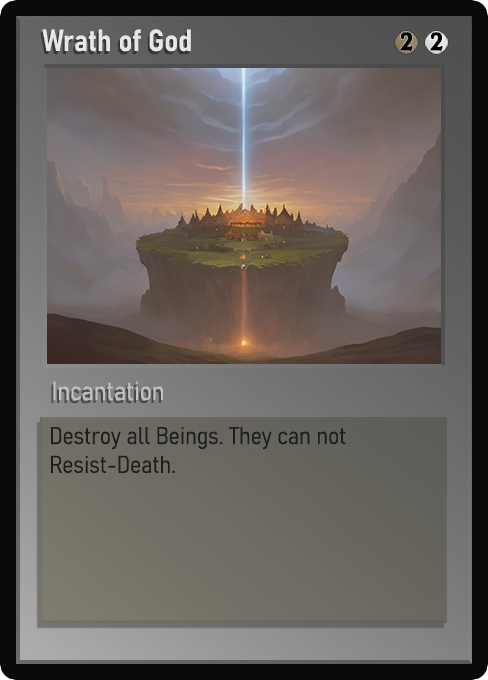 Wrath of God 2 2
Incantation
Destroy all Beings. They can not
Resist-Death.